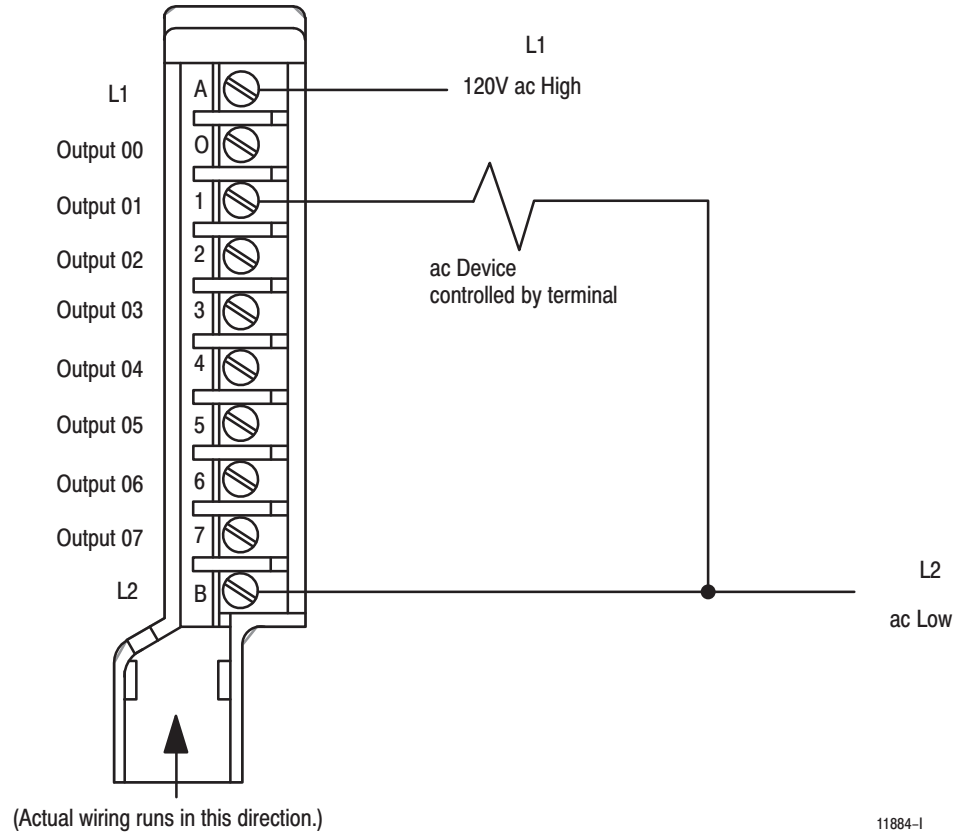 L1
120V ac High
L1
A
Output 00
O
Output 01
1
Output 02
2
ac Device
controlled by terminal
Output 03
3
Output 04
4
Output 05
5
Output 06
6
Output 07
7
L2
B
L2
ac Low
(Actual wiring runs in this direction.)
11884–I